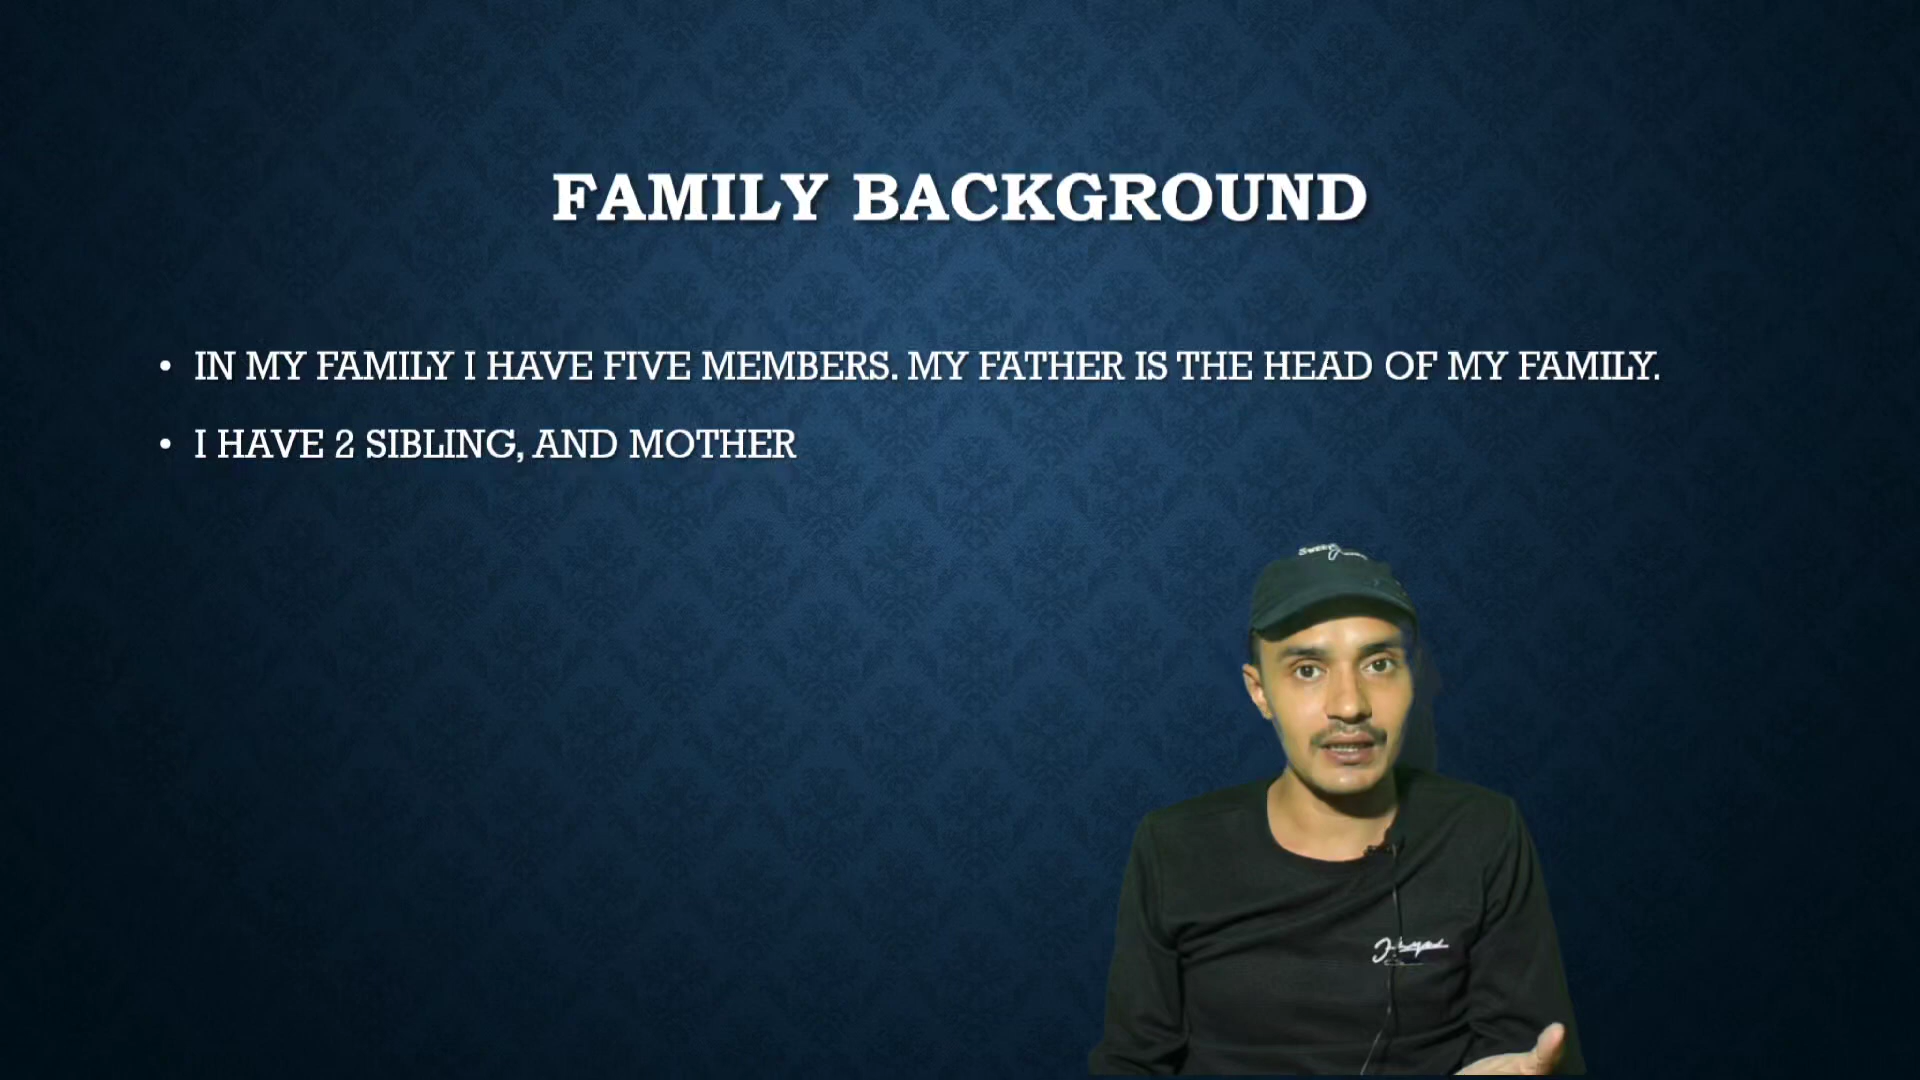 FAMILY BACKGROUND
• IN MY FAMILY I HAVE FIVE MEMBERS. MY FATHER IS THE HEAD OF MY FAMILY.
• I HAVE 2 SIBLING, AND MOTHER